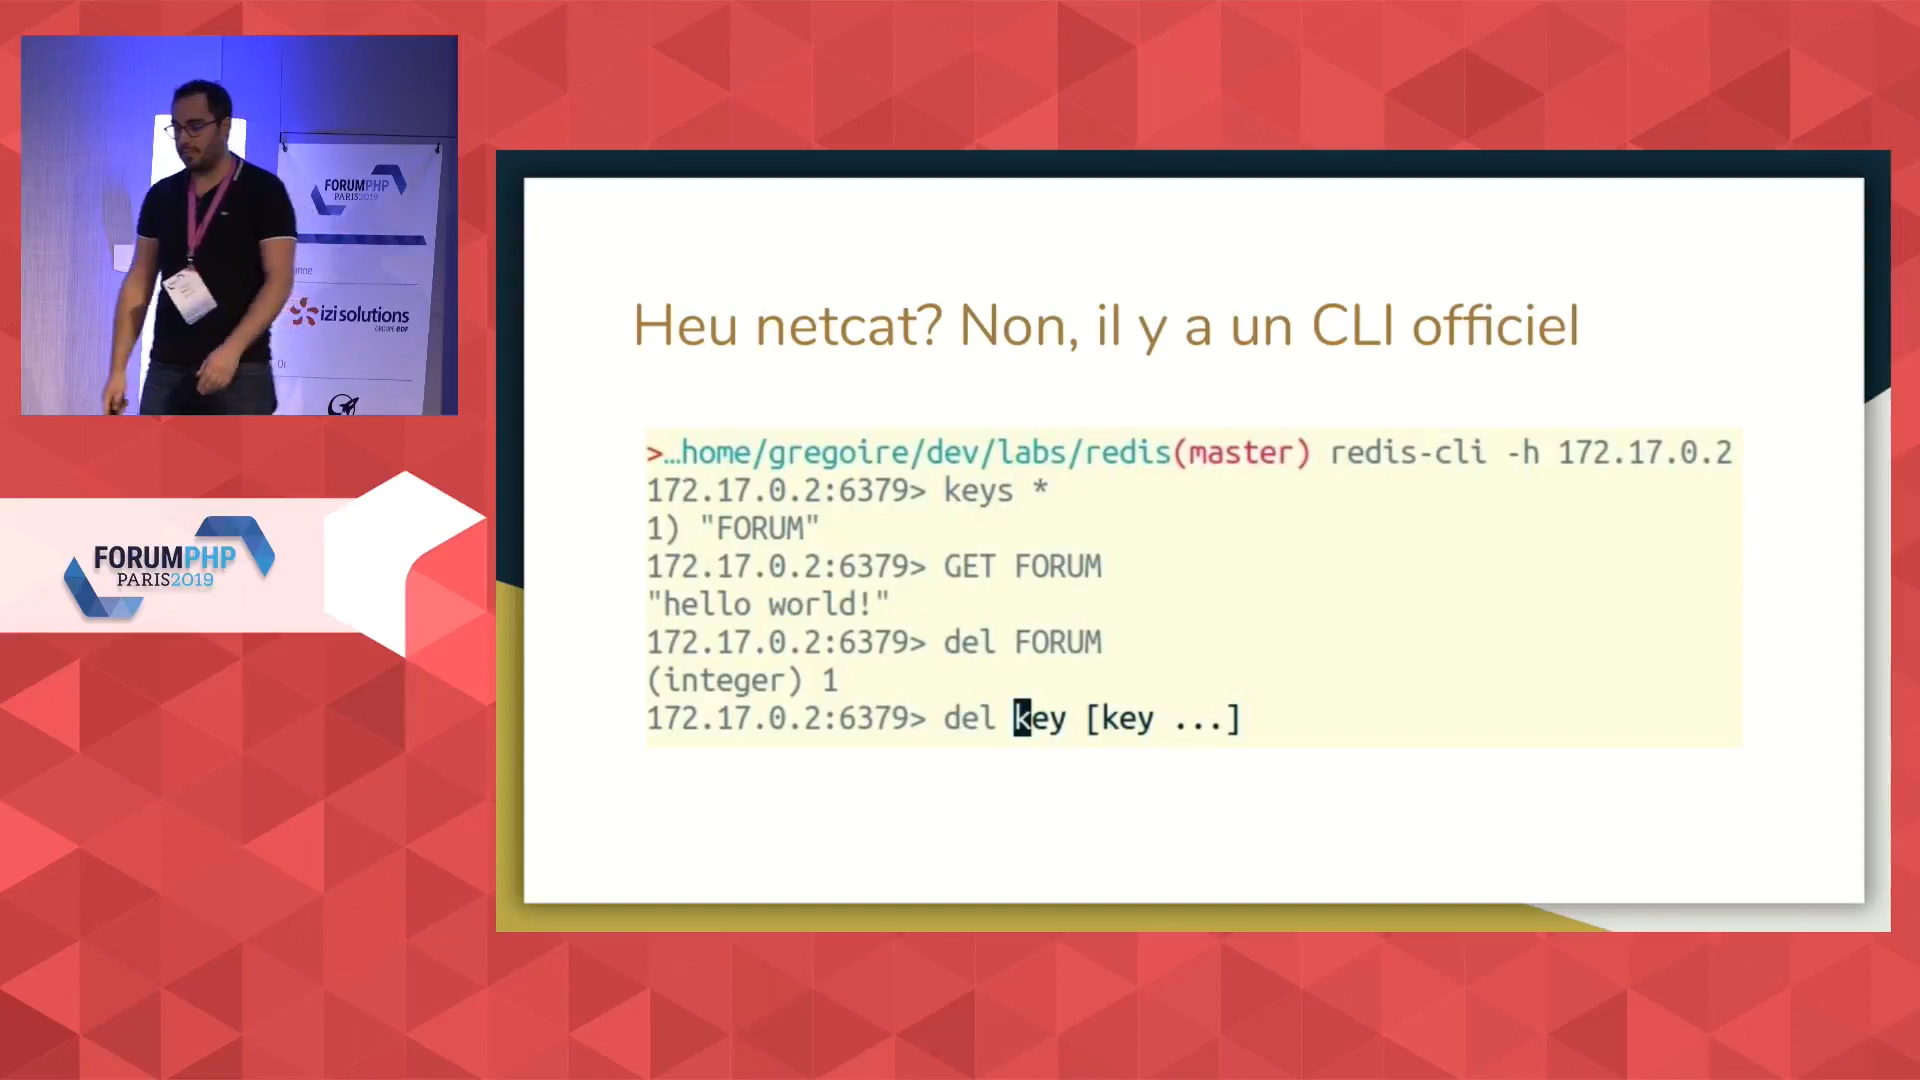 FORUMPHP
PARIS2019
izi solutions
GROUPE EDF
Or
FORUMPHP
PARIS2019
Heu netcat? Non, il y a un CLI officiel
>…home/gregoire/dev/labs/redis(master) redis-cli -h 172.17.0.2
172.17.0.2:6379> keys *
1) "FORUM"
172.17.0.2:6379> GET FORUM
"hello world!"
172.17.0.2:6379> del FORUM
(integer) 1
172.17.0.2:6379> del key [key ...]